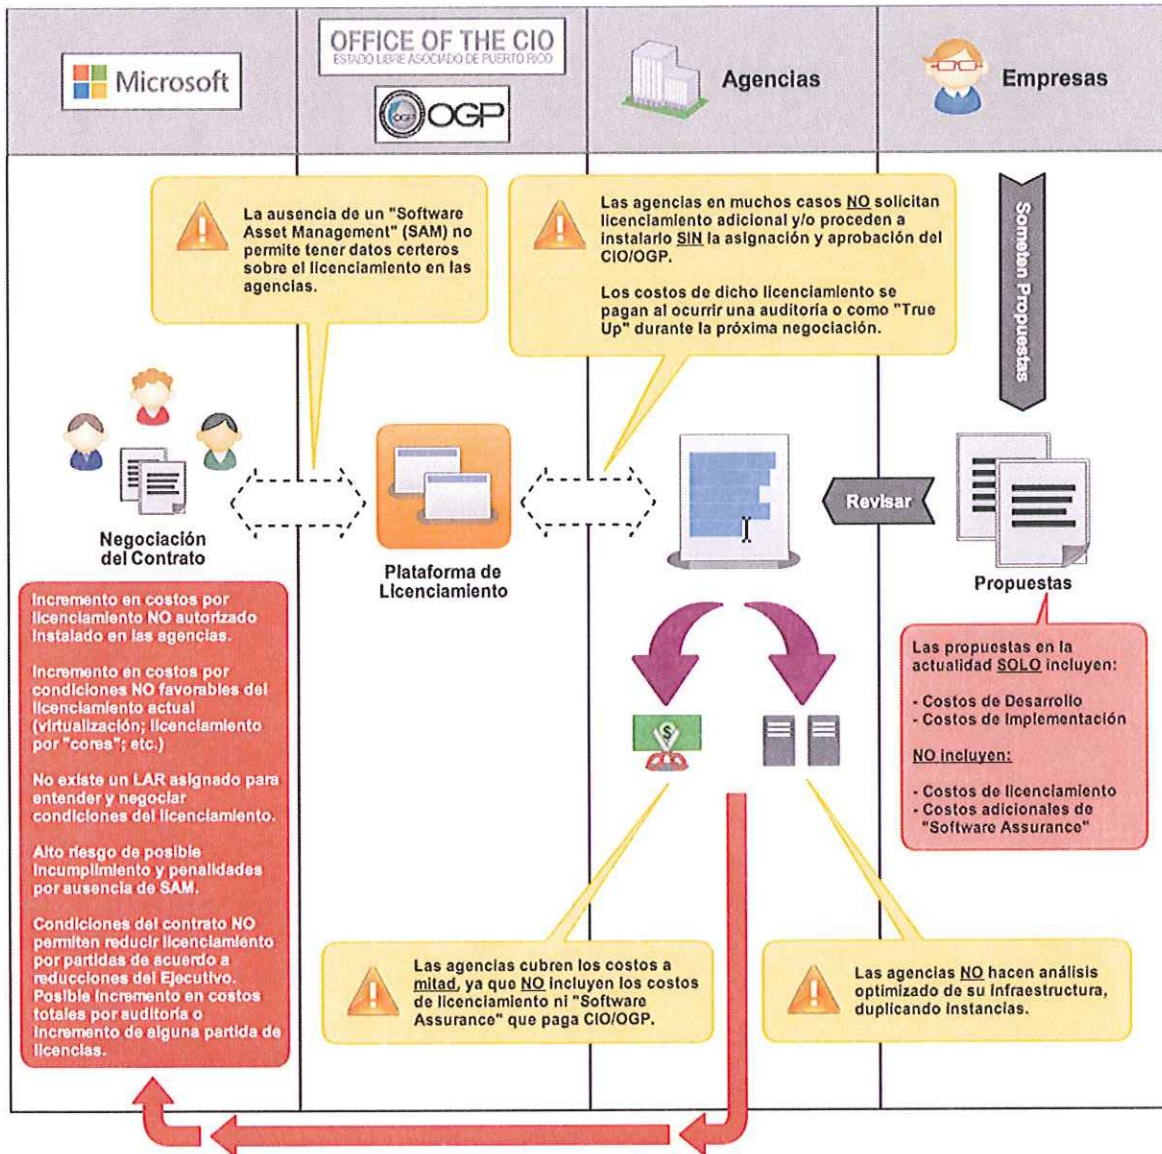 Microsoft
OFFICE OF THE CIO
ESTADO LIBRE ASOCIADO DE PUERTO RICO
OGP
OGP
Agencias
Empresas
La ausencia de un "Software
Asset Management" (SAM) no
permite tener datos certeros
sobre el licenciamiento en las
agencias.
Las agencias en muchos casos NO solicitan
licenciamiento adicional y/o proceden a
instalarlo SIN la asignación y aprobación del
CIO/OGP.
Los costos de dicho licenciamiento se
pagan al ocurrir una auditoría o como "True
Up" durante la próxima negociación.
Someten Propuestas
Negociación
del Contrato
Plataforma de
Licenciamiento
Revisar
Propuestas
Incremento en costos por
licenciamiento NO autorizado
instalado en las agencias.
Incremento en costos por
condiciones NO favorables del
licenciamiento actual
(virtualización; licenciamiento
por "cores"; etc.)
No existe un LAR asignado para
entender y negociar
condiciones del licenciamiento.
Alto riesgo de posible
incumplimiento y penalidades
por ausencia de SAM.
Condiciones del contrato NO
permiten reducir licenciamiento
por partidas de acuerdo a
reducciones del Ejecutivo.
Posible incremento en costos
totales por auditoría o
incremento de alguna partida de
licencias.
Las propuestas en la
actualidad SOLO incluyen:
- Costos de Desarrollo
- Costos de Implementación
NO incluyen:
- Costos de licenciamiento
- Costos adicionales de
"Software Assurance"
$
Las agencias cubren los costos a
mitad, ya que NO incluyen los costos
de licenciamiento ni "Software
Assurance" que paga CIO/OGP.
Las agencias NO hacen análisis
optimizado de su infraestructura,
duplicando instancias.